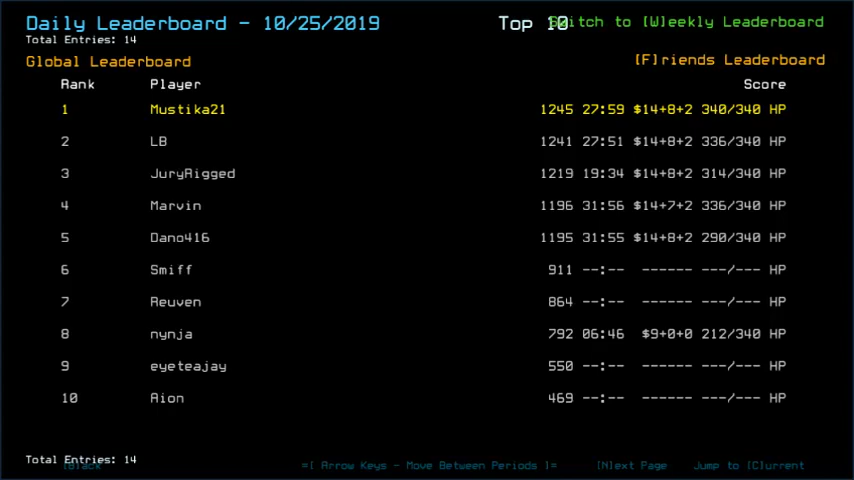 Daily Leaderboard - 10/25/2019 Top 10 Switch to [W]eekly Leaderboard
Total Entries: 14
Global Leaderboard [F]riends Leaderboard
Rank Player Score
1 Mustika21 1245 27:59 $14+8+2 340/340 HP
2 LB 1241 27:51 $14+8+2 336/340 HP
3 JuryRigged 1219 19:34 $14+8+2 314/340 HP
4 Marvin 1196 31:56 $14+7+2 336/340 HP
5 Dano416 1195 31:55 $14+8+2 290/340 HP
6 Smiff 911 --:-- ------ ---/--- HP
7 Reuven 864 --:-- ------ ---/--- HP
8 nynja 792 06:46 $9+0+0 212/340 HP
9 eyeteajay 550 --:-- ------ ---/--- HP
10 Aion 469 --:-- ------ ---/--- HP
Total Entries: 14
[B]ack =[ Arrow Keys - Move Between Periods ]= [N]ext Page Jump to [C]urrent